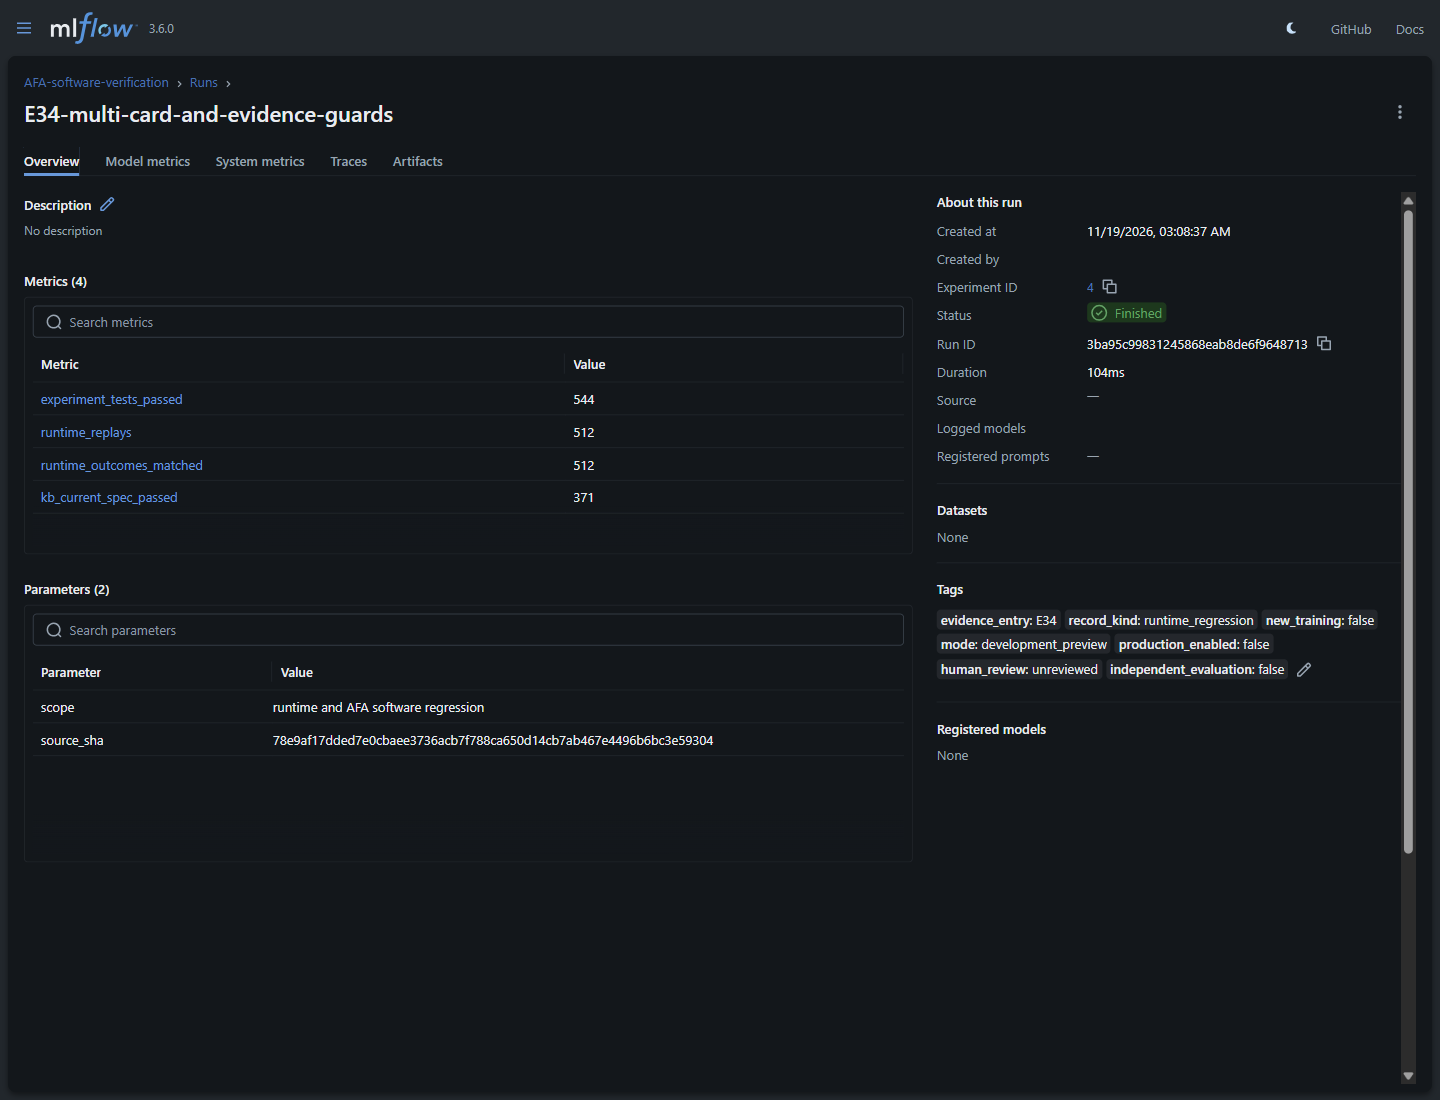 mlflow 3.6.0
GitHub Docs
AFA-software-verification › Runs ›
E34-multi-card-and-evidence-guards
Overview Model metrics System metrics Traces Artifacts
Description
No description
Metrics (4)
Search metrics
Metric Value
experiment_tests_passed 544
runtime_replays 512
runtime_outcomes_matched 512
kb_current_spec_passed 371
Parameters (2)
Search parameters
Parameter Value
scope runtime and AFA software regression
source_sha 78e9af17dded7e0cbaee3736acb7f788ca650d14cb7ab467e4496b6bc3e59304
About this run
Created at 11/19/2026, 03:08:37 AM
Created by
Experiment ID 4
Status Finished
Run ID 3ba95c99831245868eab8de6f9648713
Duration 104ms
Source —
Logged models
Registered prompts —
Datasets
None
Tags
evidence_entry: E34 record_kind: runtime_regression new_training: false
mode: development_preview production_enabled: false
human_review: unreviewed independent_evaluation: false
Registered models
None